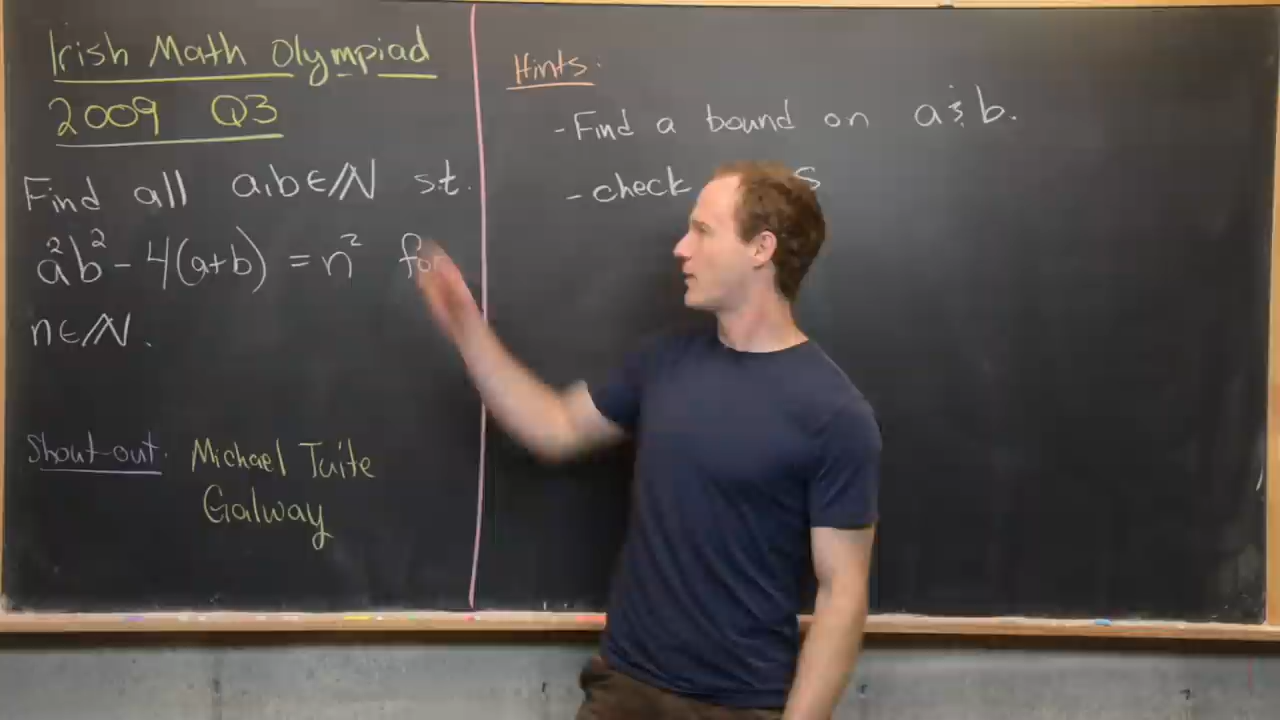 Irish Math Olympiad
2009 Q3
Find all a,b∈ℕ s.t.
a²b² - 4(a+b) = n² for
n∈ℕ.
Shout-out: Michael Tuite
Galway
Hints:
- Find a bound on a & b.
- check